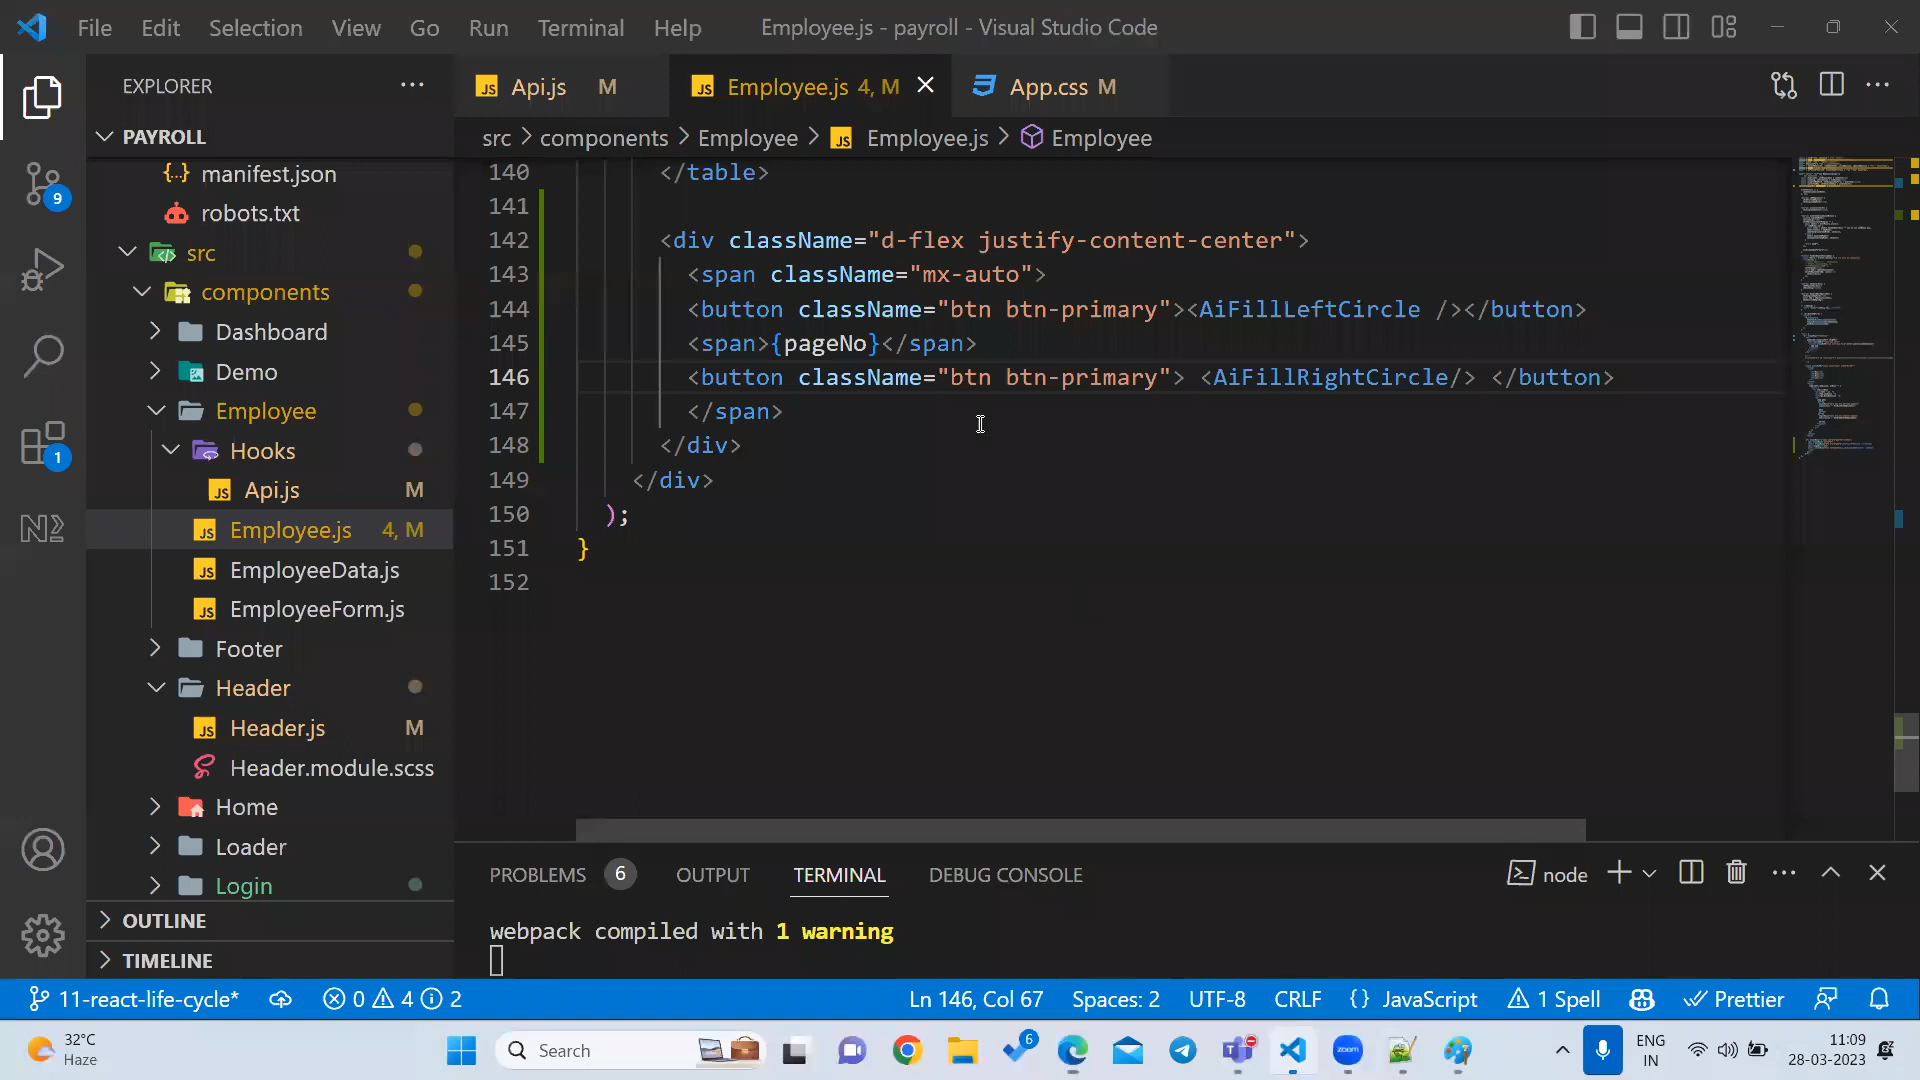 File Edit Selection View Go Run Terminal Help Employee.js - payroll - Visual Studio Code
EXPLORER
PAYROLL
manifest.json
robots.txt
src
components
Dashboard
Demo
Employee
Hooks
Api.js M
Employee.js 4, M
EmployeeData.js
EmployeeForm.js
Footer
Header
Header.js M
Header.module.scss
Home
Loader
Login
OUTLINE
TIMELINE
9
1
Api.js M Employee.js 4, M App.css M
src > components > Employee > Employee.js > Employee
140 </table>
141
142 <div className="d-flex justify-content-center">
143 <span className="mx-auto">
144 <button className="btn btn-primary"><AiFillLeftCircle /></button>
145 <span>{pageNo}</span>
146 <button className="btn btn-primary"> <AiFillRightCircle/> </button>
147 </span>
148 </div>
149 </div>
150 );
151 }
152
PROBLEMS 6 OUTPUT TERMINAL DEBUG CONSOLE node
webpack compiled with 1 warning
11-react-life-cycle* 0 4 2 Ln 146, Col 67 Spaces: 2 UTF-8 CRLF {} JavaScript 1 Spell Prettier
32°C
Haze
Search
6
zoom
ENG
IN
11:09
28-03-2023